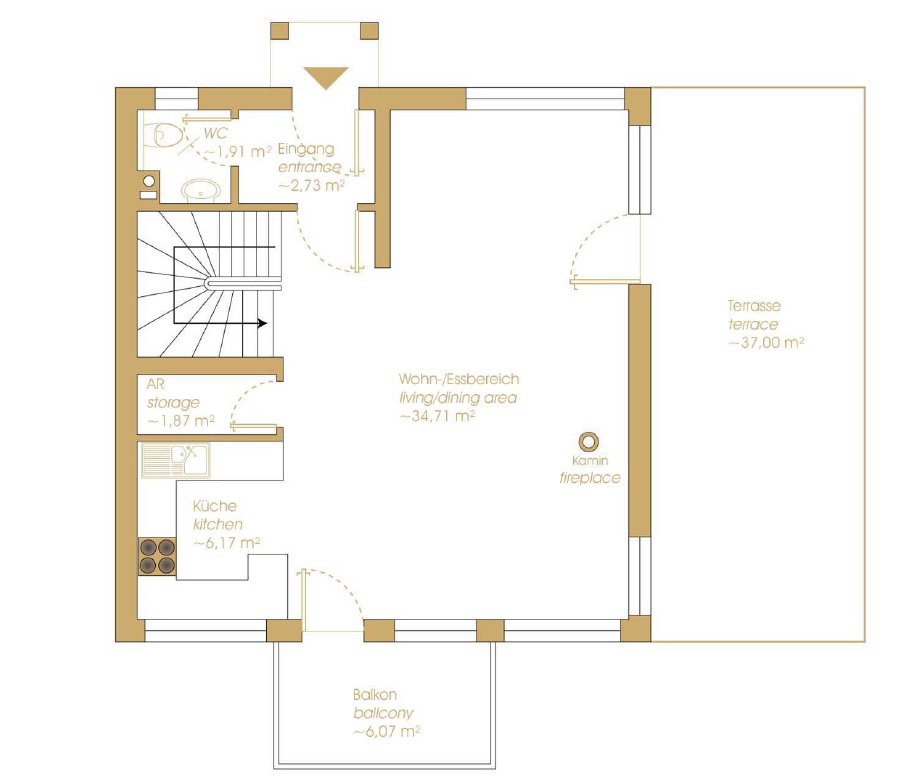 WC
~1,91 m²
Eingang
entrance
~2,73 m²
Terrasse
terrace
~37,00 m²
AR
storage
~1,87 m²
Wohn-/Essbereich
living/dining area
~34,71 m²
Kamin
fireplace
Küche
kitchen
~6,17 m²
Balkon
ballcony
~6,07 m²